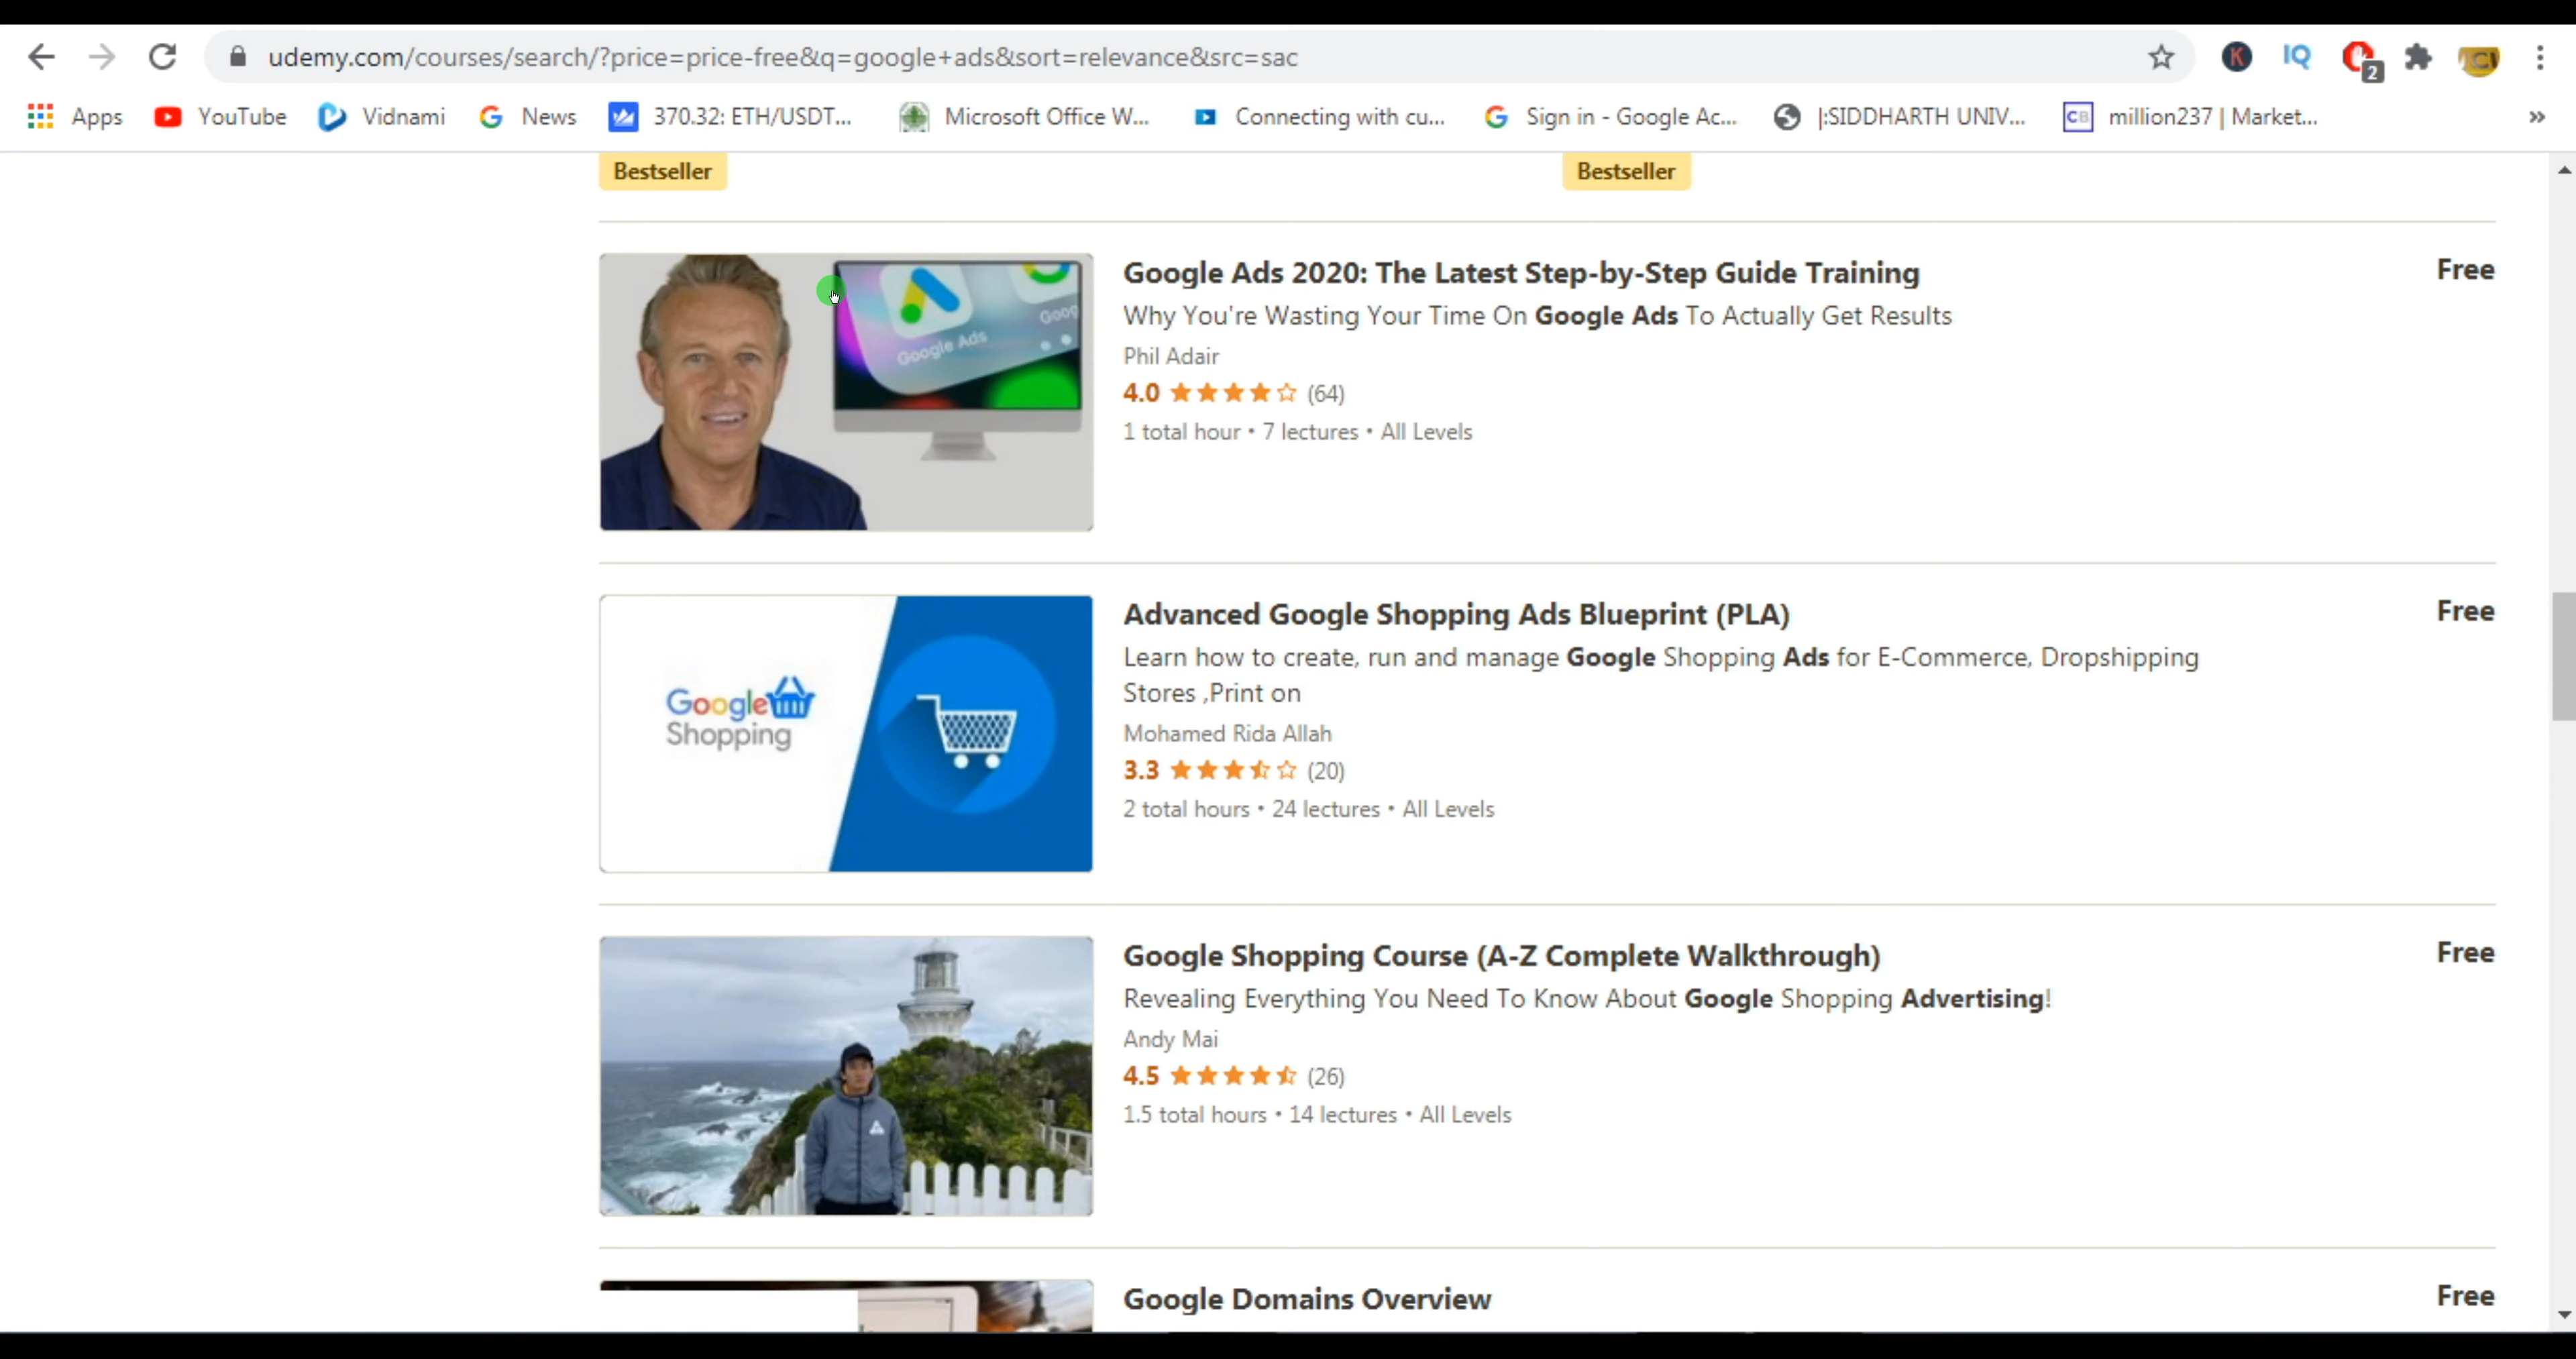 udemy.com/courses/search/?price=price-free&q=google+ads&sort=relevance&src=sac
K IQ 2
Apps YouTube Vidnami News 370.32: ETH/USDT... Microsoft Office W... Connecting with cu... Sign in - Google Ac... |:SIDDHARTH UNIV... CB million237 | Market... »
Bestseller Bestseller
Google Ads 2020: The Latest Step-by-Step Guide Training Free
Why You're Wasting Your Time On Google Ads To Actually Get Results
Phil Adair
4.0 (64)
1 total hour • 7 lectures • All Levels
Google Ads
Goog
Advanced Google Shopping Ads Blueprint (PLA) Free
Learn how to create, run and manage Google Shopping Ads for E-Commerce, Dropshipping
Stores ,Print on
Mohamed Rida Allah
3.3 (20)
2 total hours • 24 lectures • All Levels
Google
Shopping
Google Shopping Course (A-Z Complete Walkthrough) Free
Revealing Everything You Need To Know About Google Shopping Advertising!
Andy Mai
4.5 (26)
1.5 total hours • 14 lectures • All Levels
Google Domains Overview Free